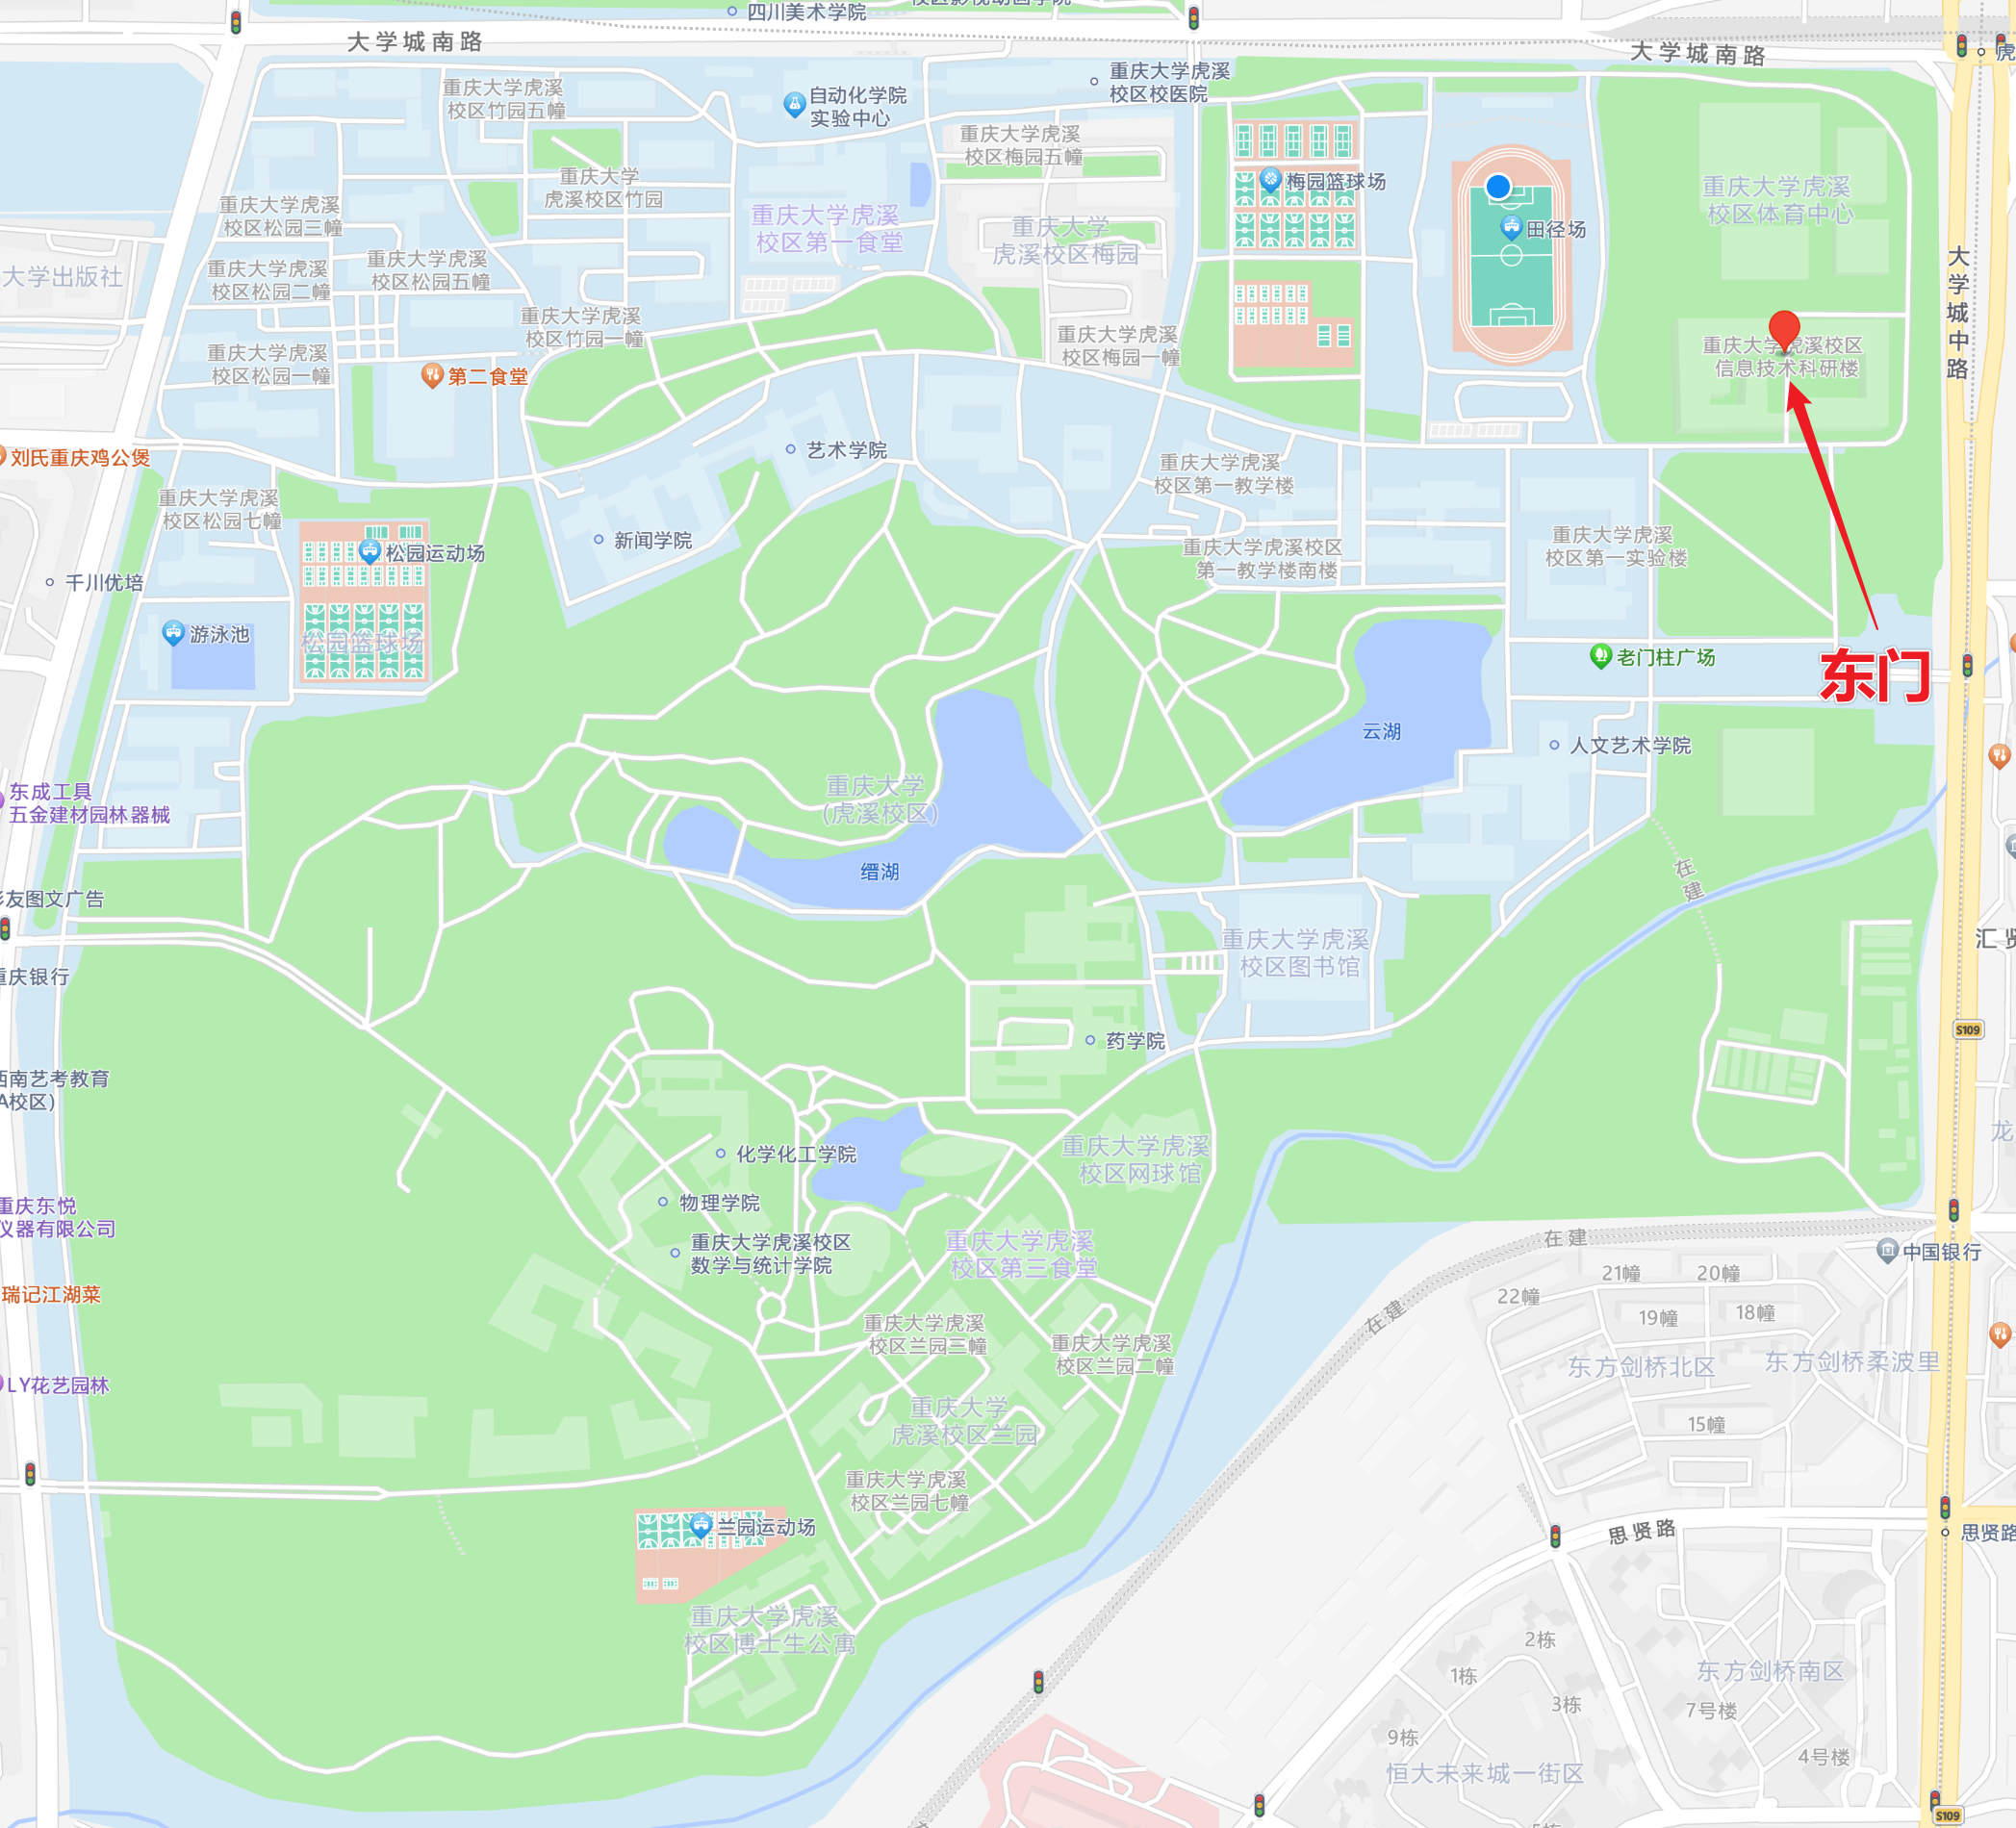 四川美术学院
大学城南路
大学城南路
重庆大学虎溪
校区校医院
重庆大学虎溪
校区竹园五幢
自动化学院
实验中心
重庆大学虎溪
校区梅园五幢
重庆大学
虎溪校区竹园
梅园篮球场
重庆大学虎溪
校区体育中心
重庆大学虎溪
校区松园三幢
重庆大学虎溪
校区第一食堂
重庆大学
虎溪校区梅园
田径场
大学出版社
重庆大学虎溪
校区松园二幢
重庆大学虎溪
校区松园五幢
大学城中路
重庆大学虎溪
校区竹园一幢
重庆大学虎溪
校区梅园一幢
重庆大学虎溪校区
信息技术科研楼
重庆大学虎溪
校区松园一幢
第二食堂
刘氏重庆鸡公煲
艺术学院
重庆大学虎溪
校区第一教学楼
重庆大学虎溪
校区松园七幢
新闻学院
松园运动场
重庆大学虎溪校区
第一教学楼南楼
重庆大学虎溪
校区第一实验楼
千川优培
游泳池
松园篮球场
老门柱广场
东门
云湖
人文艺术学院
东成工具
五金建材园林器械
重庆大学
(虎溪校区)
缙湖
在建
友图文广告
重庆大学虎溪
校区图书馆
汇贤
重庆银行
S109
药学院
西南艺考教育
A校区)
龙
化学化工学院
重庆大学虎溪
校区网球馆
物理学院
重庆东悦
仪器有限公司
重庆大学虎溪校区
数学与统计学院
重庆大学虎溪
校区第三食堂
在建
中国银行
瑞记江湖菜
21幢
20幢
22幢
19幢
18幢
在建
重庆大学虎溪
校区兰园三幢
重庆大学虎溪
校区兰园二幢
东方剑桥北区
东方剑桥柔波里
LY花艺园林
重庆大学
虎溪校区兰园
15幢
重庆大学虎溪
校区兰园七幢
兰园运动场
思贤路
思贤路
重庆大学虎溪
校区博士生公寓
2栋
1栋
3栋
东方剑桥南区
7号楼
9栋
4号楼
恒大未来城一街区
S109